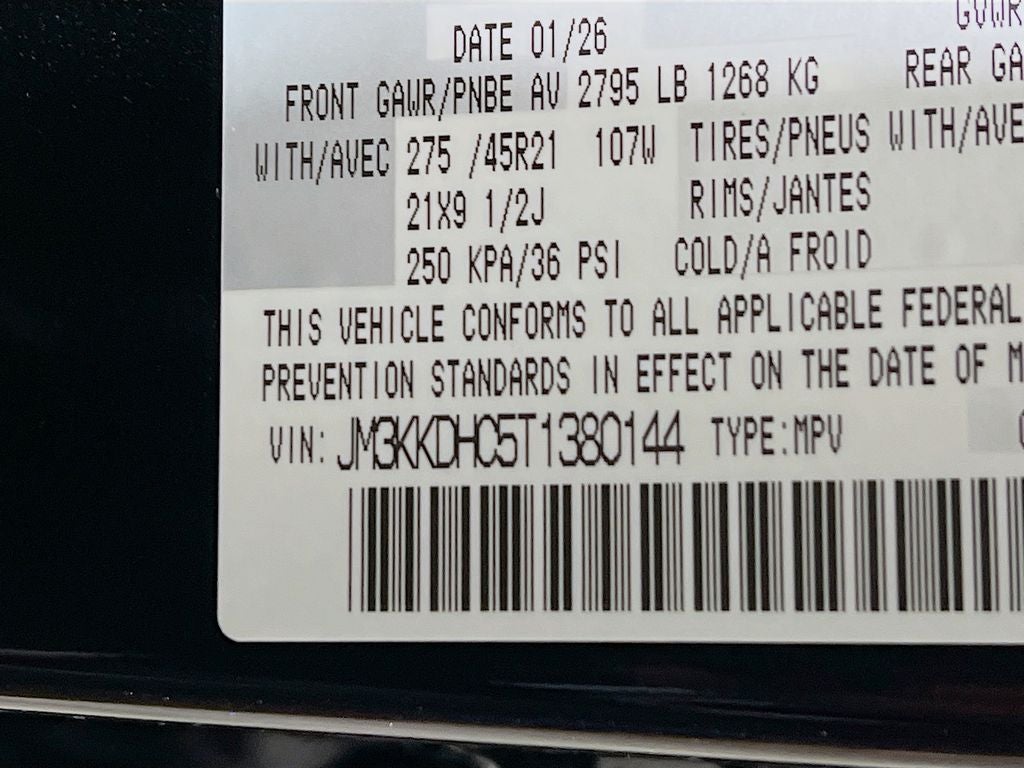 GVWR
DATE 01/26
FRONT GAWR/PNBE AV 2795 LB 1268 KG REAR GA
WITH/AVEC 275 /45R21 107W TIRES/PNEUS WITH/AVE
21X9 1/2J RIMS/JANTES
250 KPA/36 PSI COLD/A FROID
THIS VEHICLE CONFORMS TO ALL APPLICABLE FEDERAL
PREVENTION STANDARDS IN EFFECT ON THE DATE OF M
VIN: JM3KKDHC5T1380144 TYPE:MPV